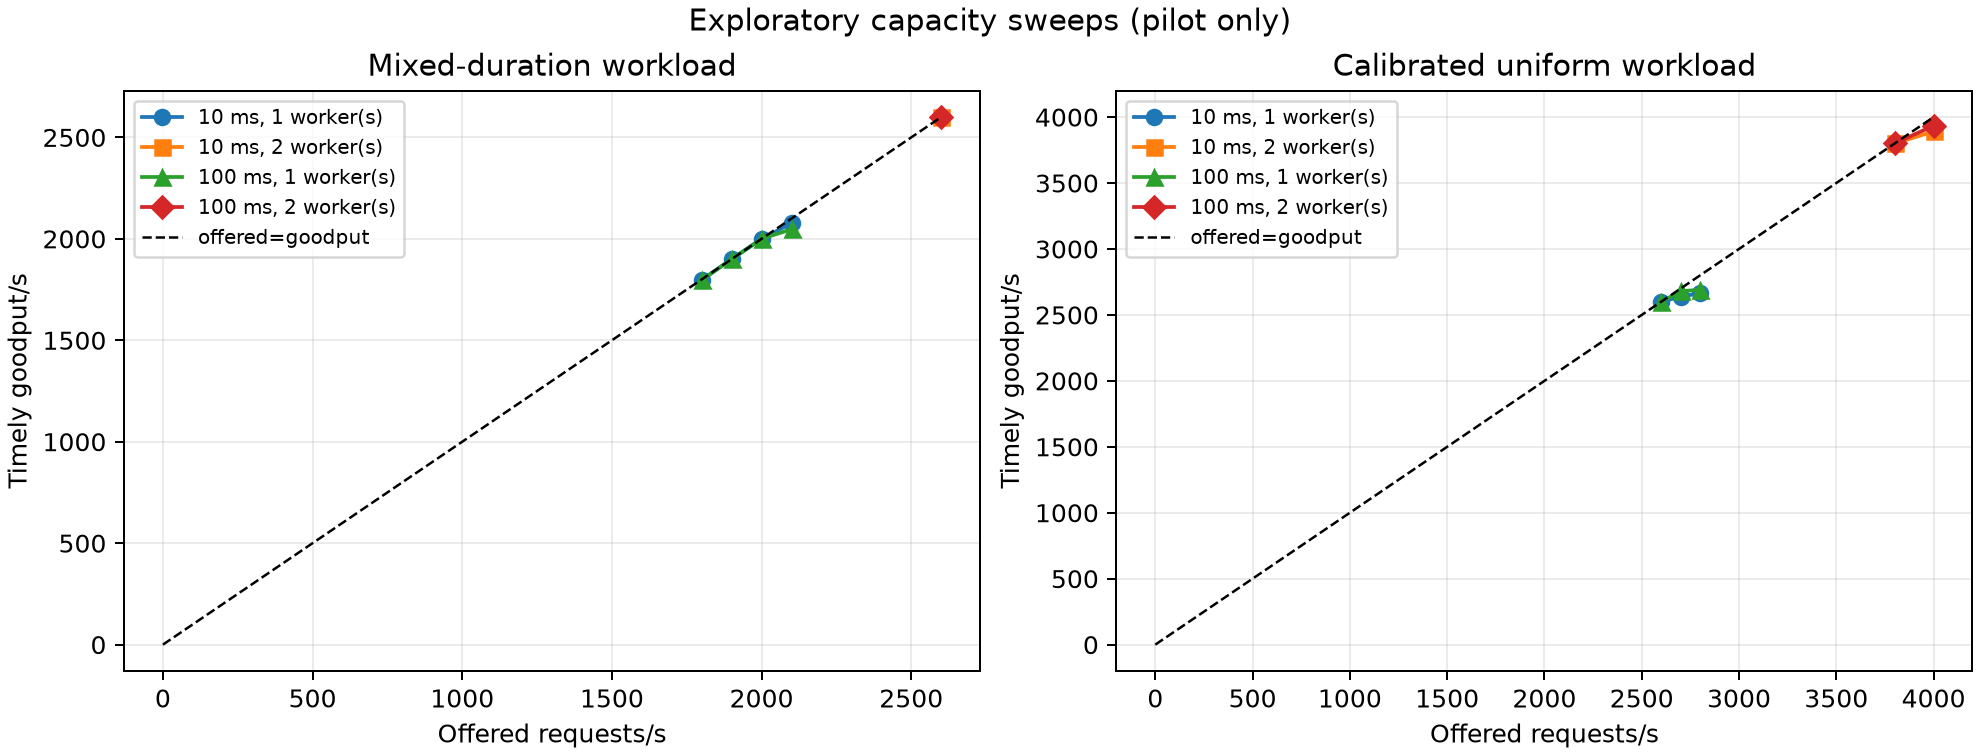 Exploratory capacity sweeps (pilot only)
Mixed-duration workload
10 ms, 1 worker(s)
10 ms, 2 worker(s)
100 ms, 1 worker(s)
100 ms, 2 worker(s)
offered=goodput
Timely goodput/s
2500
2000
1500
1000
500
0
0 500 1000 1500 2000 2500
Offered requests/s
Calibrated uniform workload
10 ms, 1 worker(s)
10 ms, 2 worker(s)
100 ms, 1 worker(s)
100 ms, 2 worker(s)
offered=goodput
Timely goodput/s
4000
3500
3000
2500
2000
1500
1000
500
0
0 500 1000 1500 2000 2500 3000 3500 4000
Offered requests/s